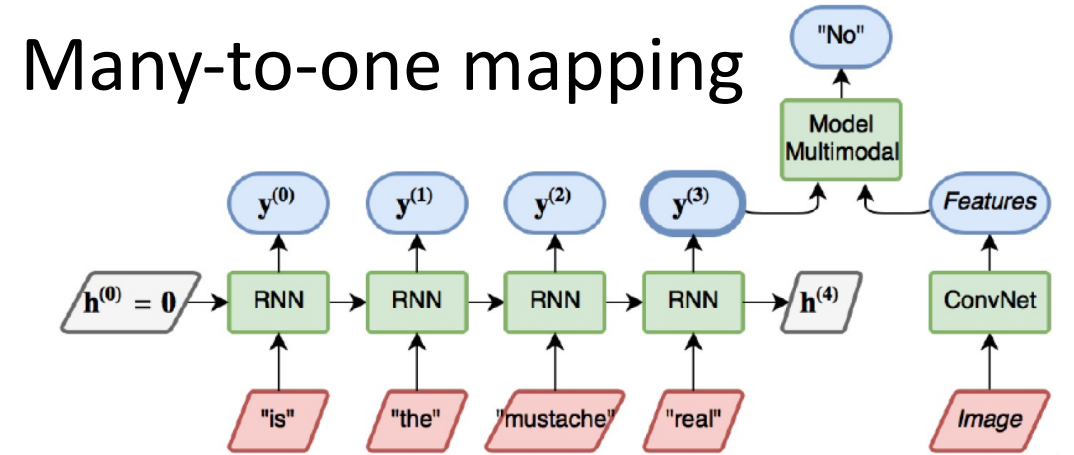 Many-to-one mapping
"No"
Model
Multimodal
y(0)
y(1)
y(2)
y(3)
Features
h(0) = 0
RNN
RNN
RNN
RNN
h(4)
ConvNet
"is"
"the"
"mustache"
"real"
Image